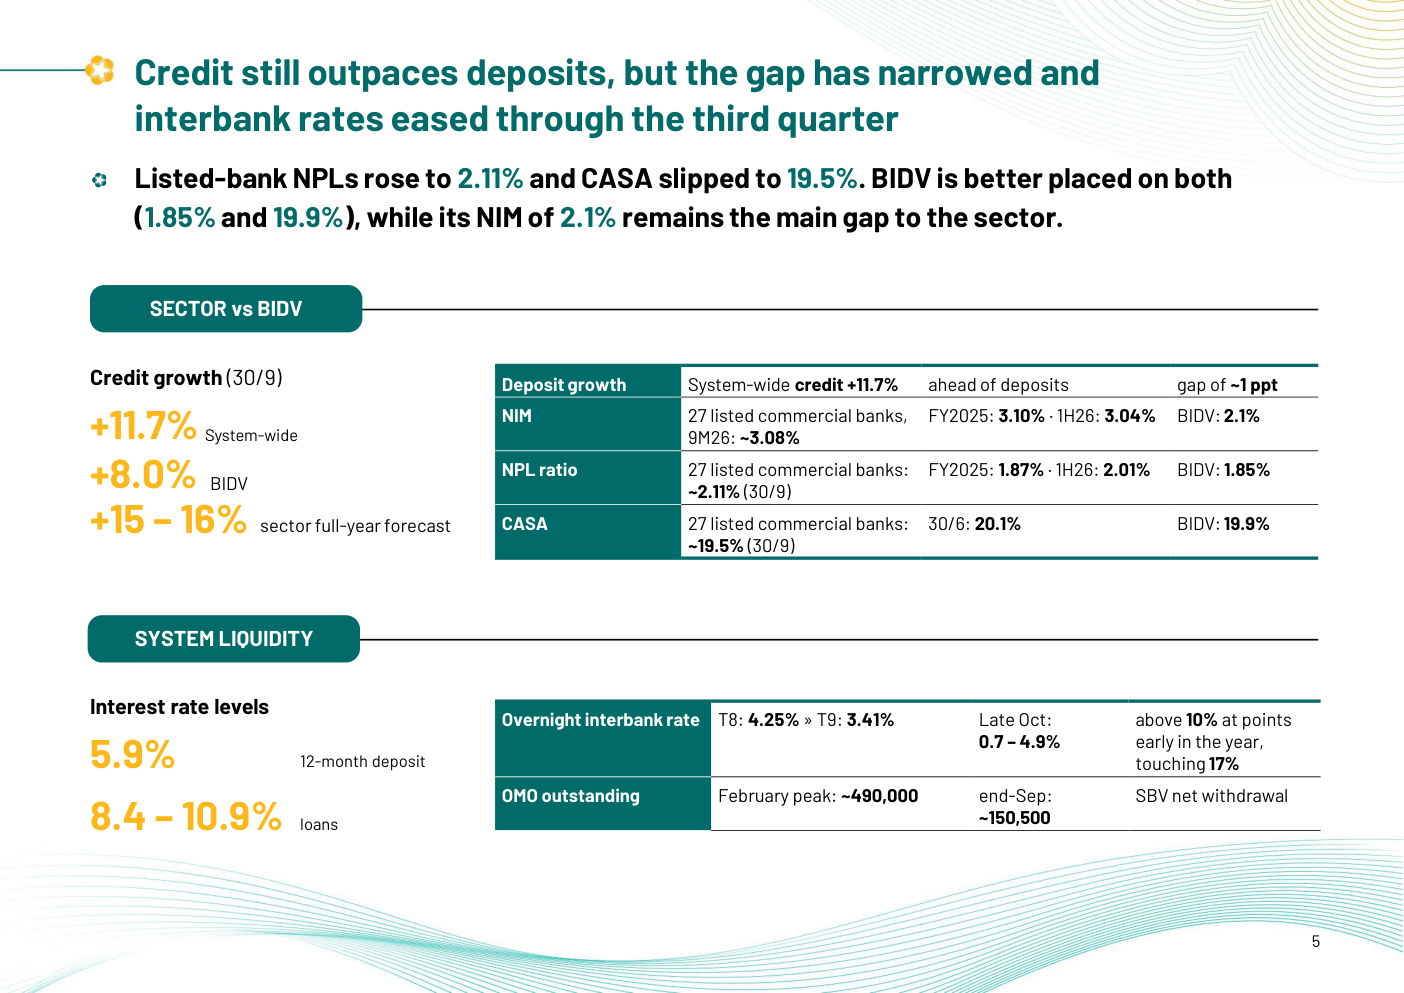 Credit still outpaces deposits, but the gap has narrowed and
interbank rates eased through the third quarter
Listed-bank NPLs rose to 2.11% and CASA slipped to 19.5%. BIDV is better placed on both
(1.85% and 19.9%), while its NIM of 2.1% remains the main gap to the sector.
SECTOR vs BIDV
Credit growth (30/9)
+11.7% System-wide
+8.0% BIDV
+15 – 16% sector full-year forecast
Deposit growth System-wide credit +11.7% ahead of deposits gap of ~1 ppt
NIM 27 listed commercial banks, FY2025: 3.10% · 1H26: 3.04% BIDV: 2.1%
9M26: ~3.08%
NPL ratio 27 listed commercial banks: FY2025: 1.87% · 1H26: 2.01% BIDV: 1.85%
~2.11% (30/9)
CASA 27 listed commercial banks: 30/6: 20.1% BIDV: 19.9%
~19.5% (30/9)
SYSTEM LIQUIDITY
Interest rate levels
5.9% 12-month deposit
8.4 – 10.9% loans
Overnight interbank rate T8: 4.25% » T9: 3.41% Late Oct: above 10% at points
0.7 – 4.9% early in the year,
touching 17%
OMO outstanding February peak: ~490,000 end-Sep: SBV net withdrawal
~150,500
5